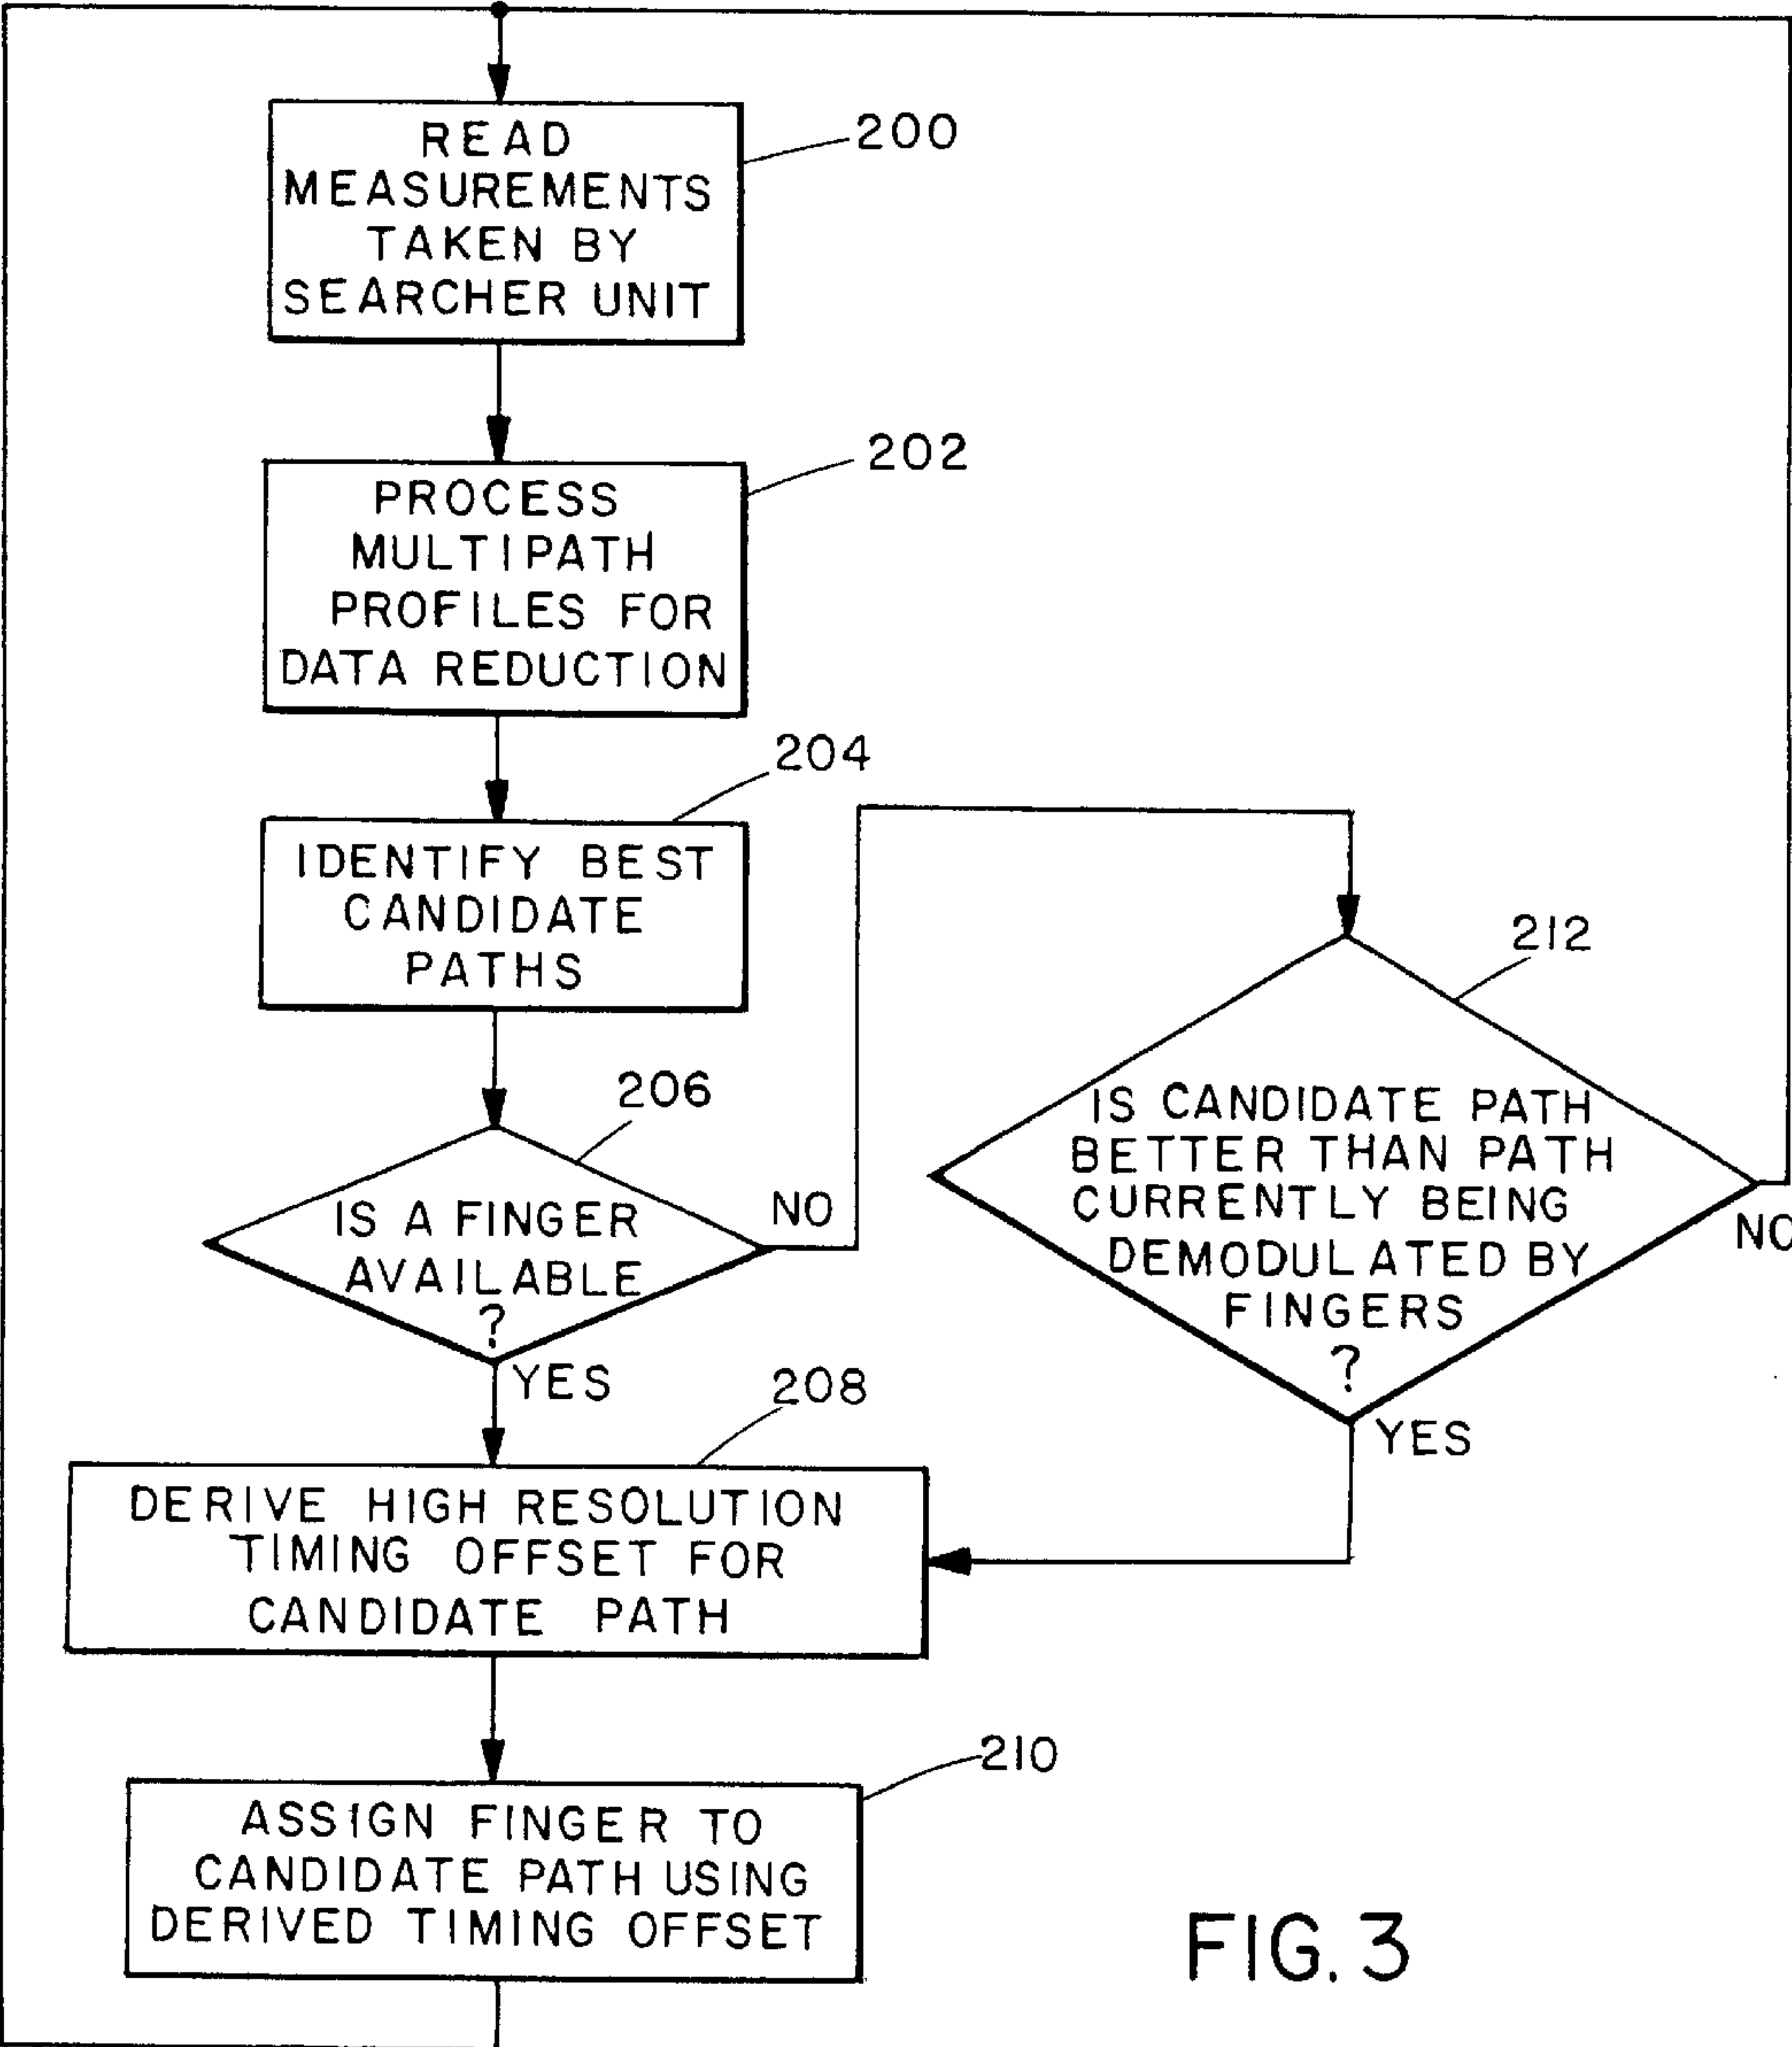 200
READ
MEASUREMENTS
TAKEN BY
SEARCHER UNIT
202
PROCESS
MULTIPATH
PROFILES FOR
DATA REDUCTION
204
IDENTIFY BEST
CANDIDATE
PATHS
206
IS A FINGER
AVAILABLE
?
NO
YES
212
IS CANDIDATE PATH
BETTER THAN PATH
CURRENTLY BEING
DEMODULATED BY
FINGERS
?
NO
YES
208
DERIVE HIGH RESOLUTION
TIMING OFFSET FOR
CANDIDATE PATH
210
ASSIGN FINGER TO
CANDIDATE PATH USING
DERIVED TIMING OFFSET
FIG. 3